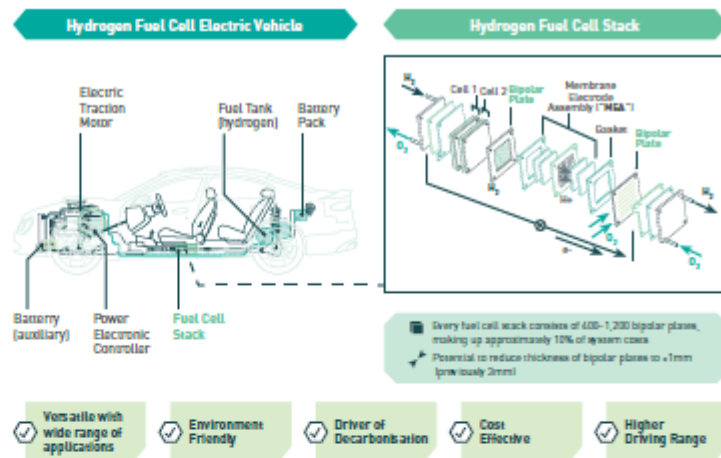 Hydrogen Fuel Cell Electric Vehicle
Electric
Traction
Motor
Fuel Tank
(hydrogen)
Battery
Pack
Batterry
(auxiliary)
Power
Electronic
Controller
Fuel Cell
Stack
Hydrogen Fuel Cell Stack
H₂
O₂
Cell 1
Cell 2
Bipolar
Plate
Membrane
Electrode
Assembly ("MEA")
Gasket
Bipolar
Plate
H₂
H+
e-
O₂
H₂
O₂
Every fuel cell stack consists of 400-1,200 bipolar plates,
making up approximately 10% of system costs
Potential to reduce thickness of bipolar plates to <1mm
(previously 3mm)
Versatile with
wide range of
applications
Environment
Friendly
Driver of
Decarbonisation
Cost
Effective
Higher
Driving Range